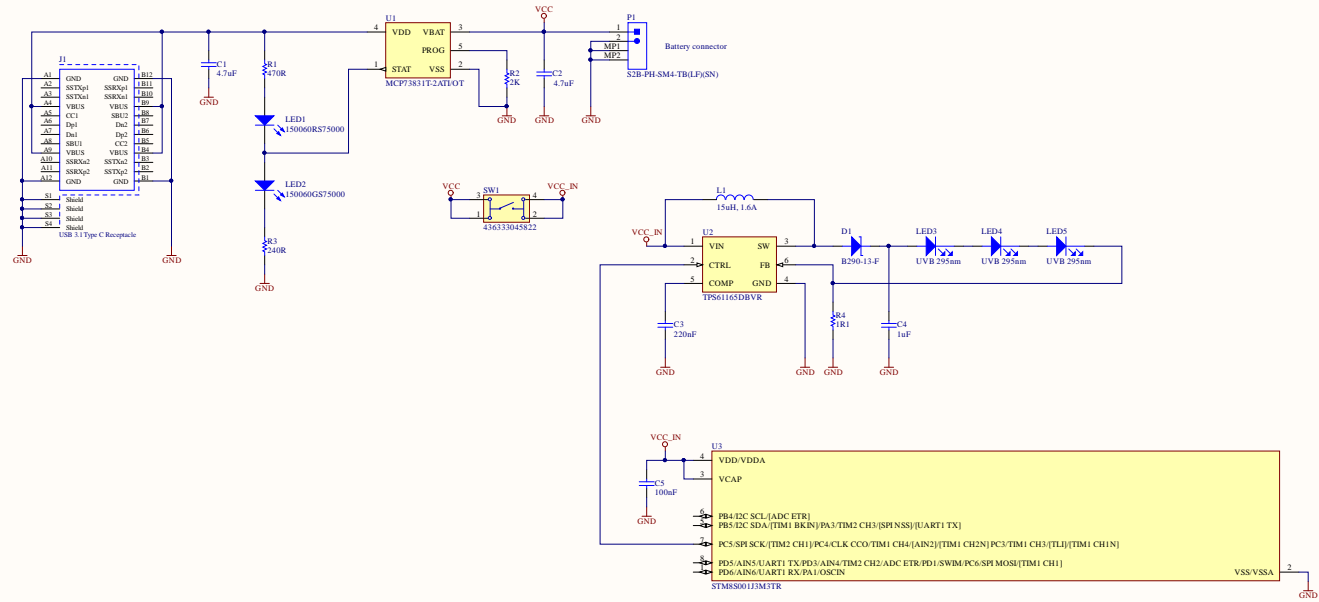 VCC
U1
4 VDD VBAT 3
PROG 5
1 STAT VSS 2
MCP73831T-2ATI/OT
P1
1
2
MP1
MP2
Battery connector
S2B-PH-SM4-TB(LF)(SN)
J1
A1 GND GND B12
A2 SSTXp1 SSRXp1 B11
A3 SSTXn1 SSRXn1 B10
A4 VBUS VBUS B9
A5 CC1 SBU2 B8
A6 Dp1 Dn2 B7
A7 Dn1 Dp2 B6
A8 SBU1 CC2 B5
A9 VBUS VBUS B4
A10 SSRXn2 SSTXn2 B3
A11 SSRXp2 SSTXp2 B2
A12 GND GND B1
S1 Shield
S2 Shield
S3 Shield
S4 Shield
USB 3.1 Type C Receptacle
GND
GND
C1
4.7uF
GND
R1
470R
LED1
150060RS75000
LED2
150060GS75000
R3
240R
GND
R2
2K
GND
C2
4.7uF
GND
GND
VCC
SW1
VCC_IN
3 4
1 2
436333045822
L1
15uH, 1.6A
VCC_IN
U2
1 VIN SW 3
2 CTRL FB 6
5 COMP GND 4
TPS61165DBVR
D1
B290-13-F
LED3
UVB 295nm
LED4
UVB 295nm
LED5
UVB 295nm
C3
220nF
GND
GND
R4
1R1
GND
C4
1uF
GND
VCC_IN
C5
100nF
GND
U3
4 VDD/VDDA
3 VCAP
6 PB4/I2C SCL/[ADC ETR]
PB5/I2C SDA/[TIM1 BKIN]/PA3/TIM2 CH3/[SPI NSS]/[UART1 TX]
7 PC5/SPI SCK/[TIM2 CH1]/PC4/CLK CCO/TIM1 CH4/[AIN2]/[TIM1 CH2N] PC3/TIM1 CH3/[TLI]/[TIM1 CH1N]
8 PD5/AIN5/UART1 TX/PD3/AIN4/TIM2 CH2/ADC ETR/PD1/SWIM/PC6/SPI MOSI/[TIM1 CH1]
1 PD6/AIN6/UART1 RX/PA1/OSCIN
VSS/VSSA 2
STM8S001J3M3TR
GND